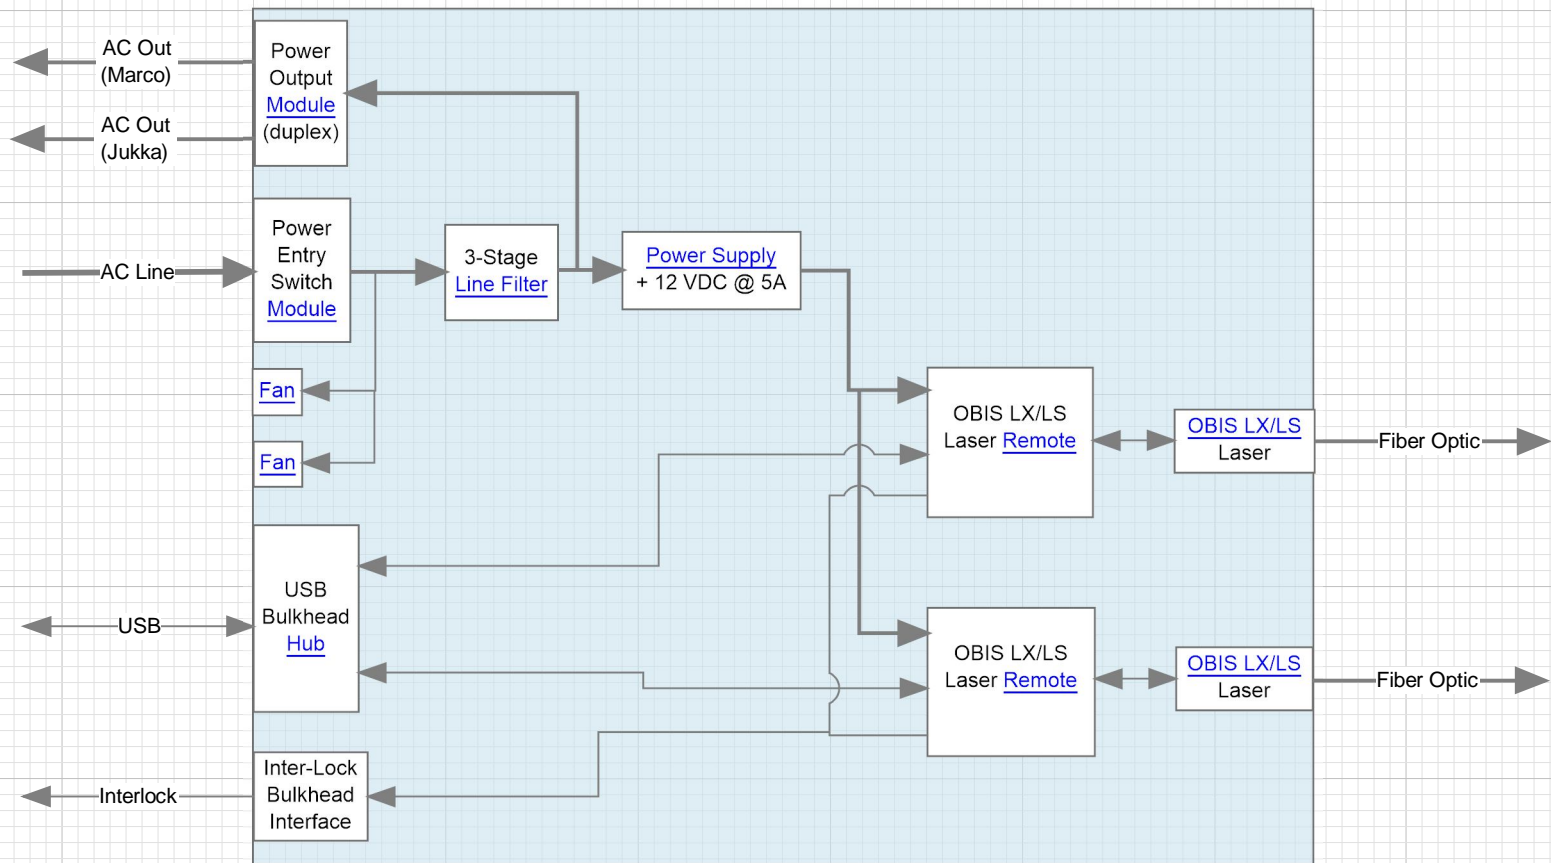 AC Out
(Marco)
Power
Output
Module
(duplex)
AC Out
(Jukka)
AC Line
Power
Entry
Switch
Module
3-Stage
Line Filter
Power Supply
+ 12 VDC @ 5A
Fan
Fan
OBIS LX/LS
Laser Remote
OBIS LX/LS
Laser
Fiber Optic
USB
USB
Bulkhead
Hub
OBIS LX/LS
Laser Remote
OBIS LX/LS
Laser
Fiber Optic
Interlock
Inter-Lock
Bulkhead
Interface